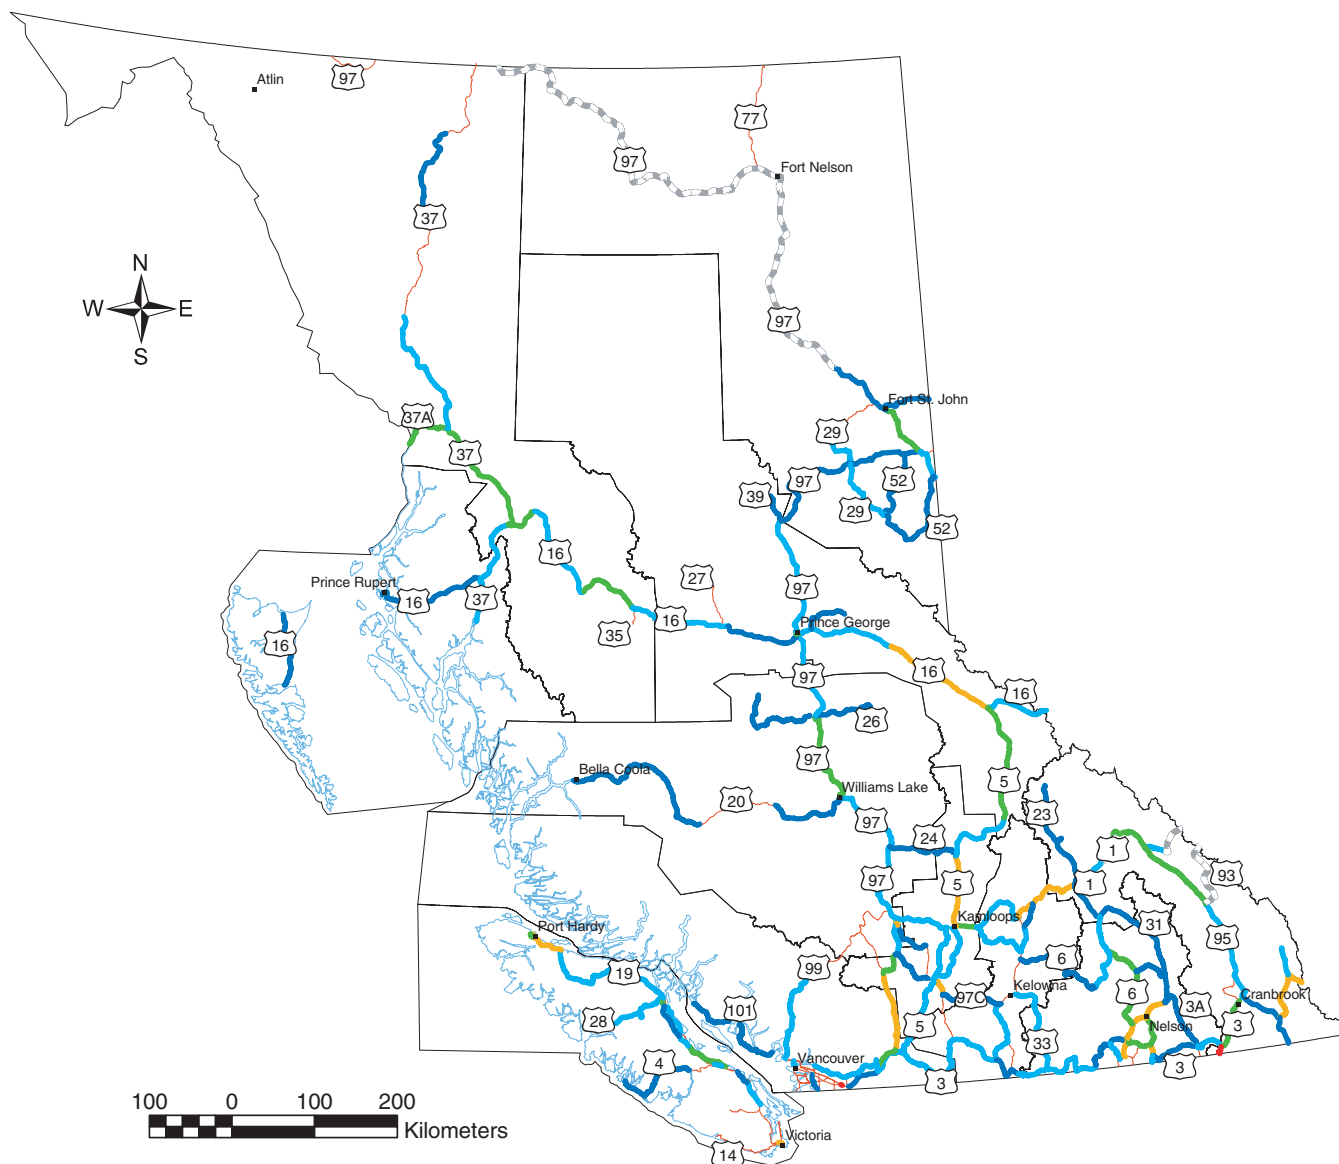 Atlin
97
77
97
Fort Nelson
37
N
W E
S
97
Fort St. John
37A
29
37
97
52
39
29
52
16
27
97
Prince Rupert
16
37
16
Prince George
35
16
97
16
16
26
97
Bella Coola
5
Williams Lake
20
97
23
24
1
97
5
1
93
Kamloops
31
Port Hardy
95
99
6
19
97C
Kelowna
6
3A
Cranbrook
101
28
5
Nelson
3
33
4
Vancouver
3
3
100 0 100 200
Kilometers
Victoria
14